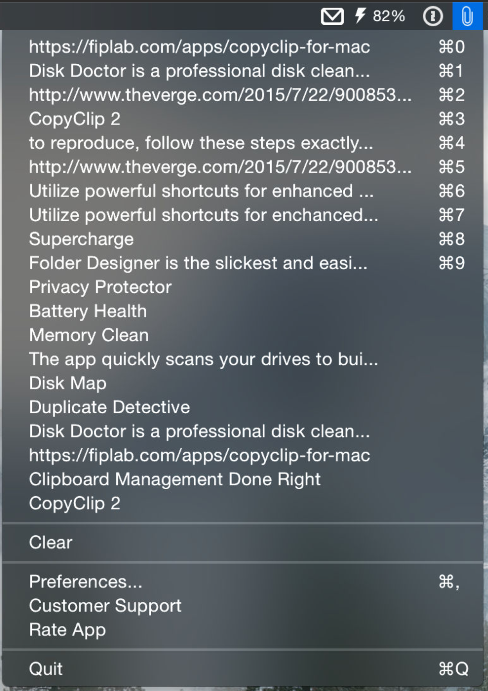 82%
https://fiplab.com/apps/copyclip-for-mac ⌘0
Disk Doctor is a professional disk clean... ⌘1
http://www.theverge.com/2015/7/22/900853... ⌘2
CopyClip 2 ⌘3
to reproduce, follow these steps exactly... ⌘4
http://www.theverge.com/2015/7/22/900853... ⌘5
Utilize powerful shortcuts for enhanced ... ⌘6
Utilize powerful shortcuts for enchanced... ⌘7
Supercharge ⌘8
Folder Designer is the slickest and easi... ⌘9
Privacy Protector
Battery Health
Memory Clean
The app quickly scans your drives to bui...
Disk Map
Duplicate Detective
Disk Doctor is a professional disk clean...
https://fiplab.com/apps/copyclip-for-mac
Clipboard Management Done Right
CopyClip 2
Clear
Preferences... ⌘,
Customer Support
Rate App
Quit ⌘Q